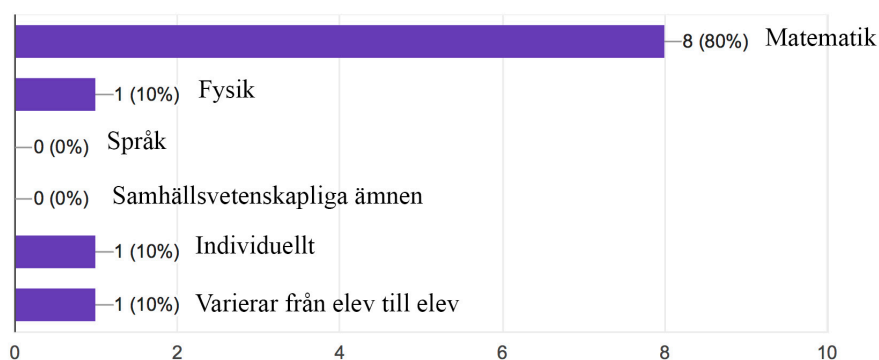 8 (80%) Matematik
1 (10%) Fysik
0 (0%) Språk
0 (0%) Samhällsvetenskapliga ämnen
1 (10%) Individuellt
1 (10%) Varierar från elev till elev
0 2 4 6 8 10